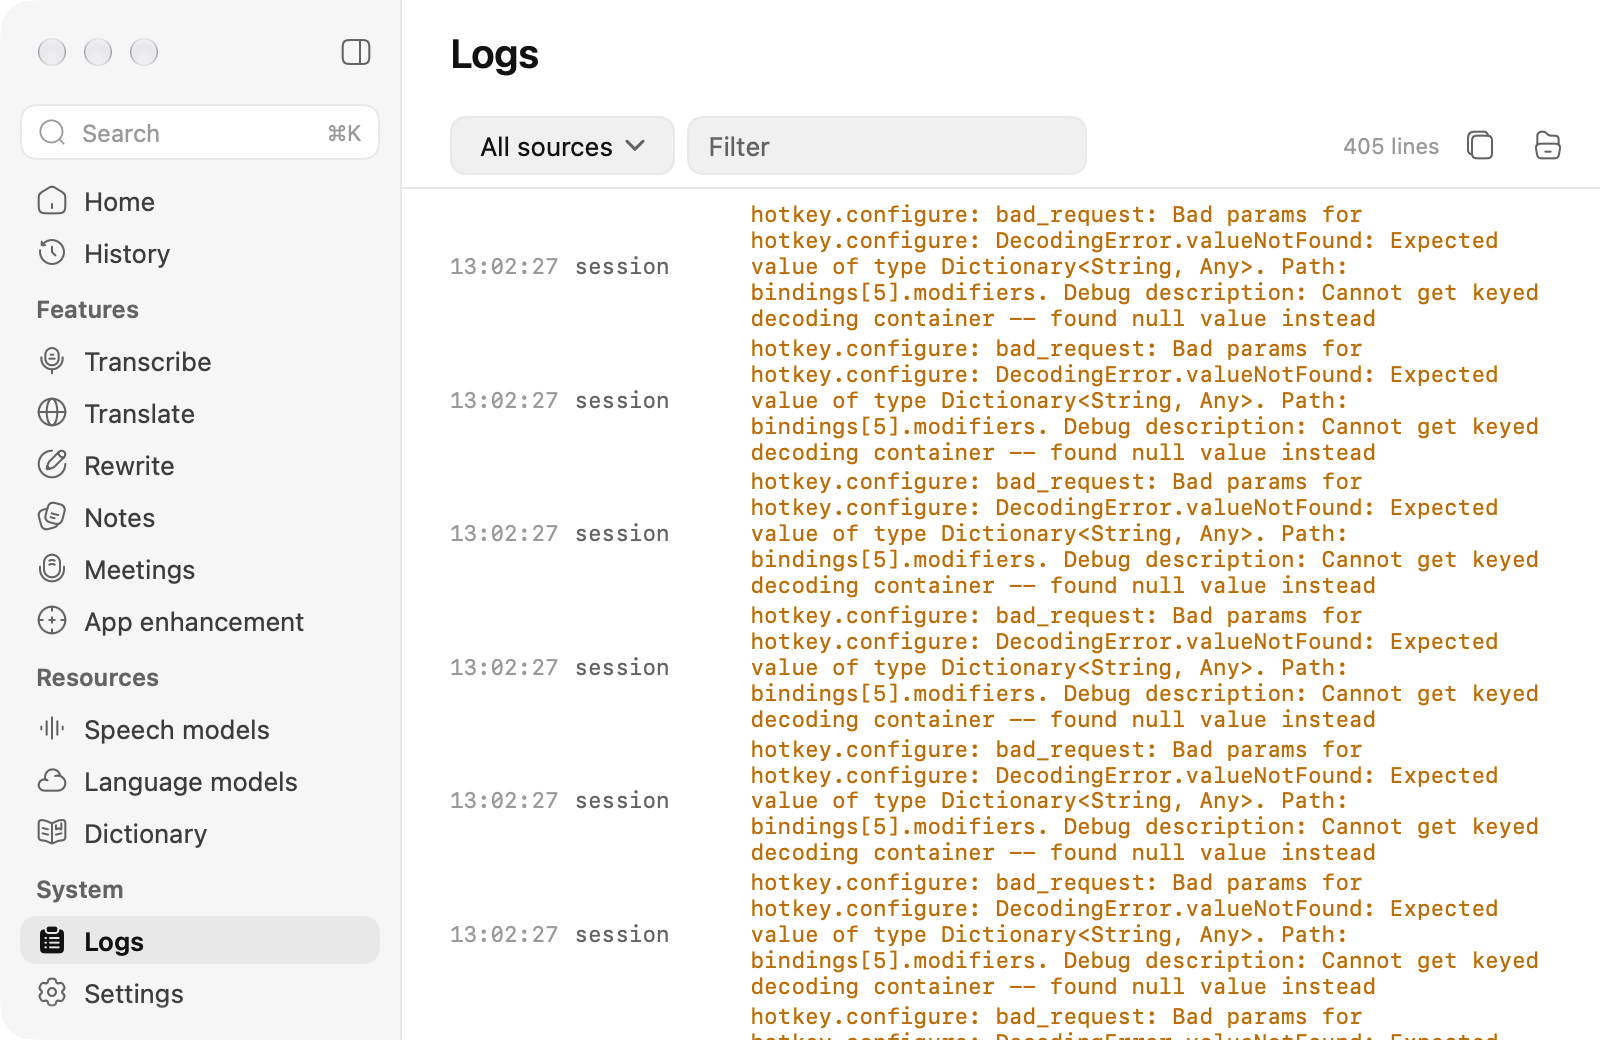 Search
⌘K
Home
History
Features
Transcribe
Translate
Rewrite
Notes
Meetings
App enhancement
Resources
Speech models
Language models
Dictionary
System
Logs
Settings
Logs
All sources
Filter
405 lines
13:02:27 session
hotkey.configure: bad_request: Bad params for
hotkey.configure: DecodingError.valueNotFound: Expected
value of type Dictionary<String, Any>. Path:
bindings[5].modifiers. Debug description: Cannot get keyed
decoding container -- found null value instead
13:02:27 session
hotkey.configure: bad_request: Bad params for
hotkey.configure: DecodingError.valueNotFound: Expected
value of type Dictionary<String, Any>. Path:
bindings[5].modifiers. Debug description: Cannot get keyed
decoding container -- found null value instead
13:02:27 session
hotkey.configure: bad_request: Bad params for
hotkey.configure: DecodingError.valueNotFound: Expected
value of type Dictionary<String, Any>. Path:
bindings[5].modifiers. Debug description: Cannot get keyed
decoding container -- found null value instead
13:02:27 session
hotkey.configure: bad_request: Bad params for
hotkey.configure: DecodingError.valueNotFound: Expected
value of type Dictionary<String, Any>. Path:
bindings[5].modifiers. Debug description: Cannot get keyed
decoding container -- found null value instead
13:02:27 session
hotkey.configure: bad_request: Bad params for
hotkey.configure: DecodingError.valueNotFound: Expected
value of type Dictionary<String, Any>. Path:
bindings[5].modifiers. Debug description: Cannot get keyed
decoding container -- found null value instead
13:02:27 session
hotkey.configure: bad_request: Bad params for
hotkey.configure: DecodingError.valueNotFound: Expected
value of type Dictionary<String, Any>. Path:
bindings[5].modifiers. Debug description: Cannot get keyed
decoding container -- found null value instead
hotkey.configure: bad_request: Bad params for
hotkey.configure: DecodingError.valueNotFound: Expected